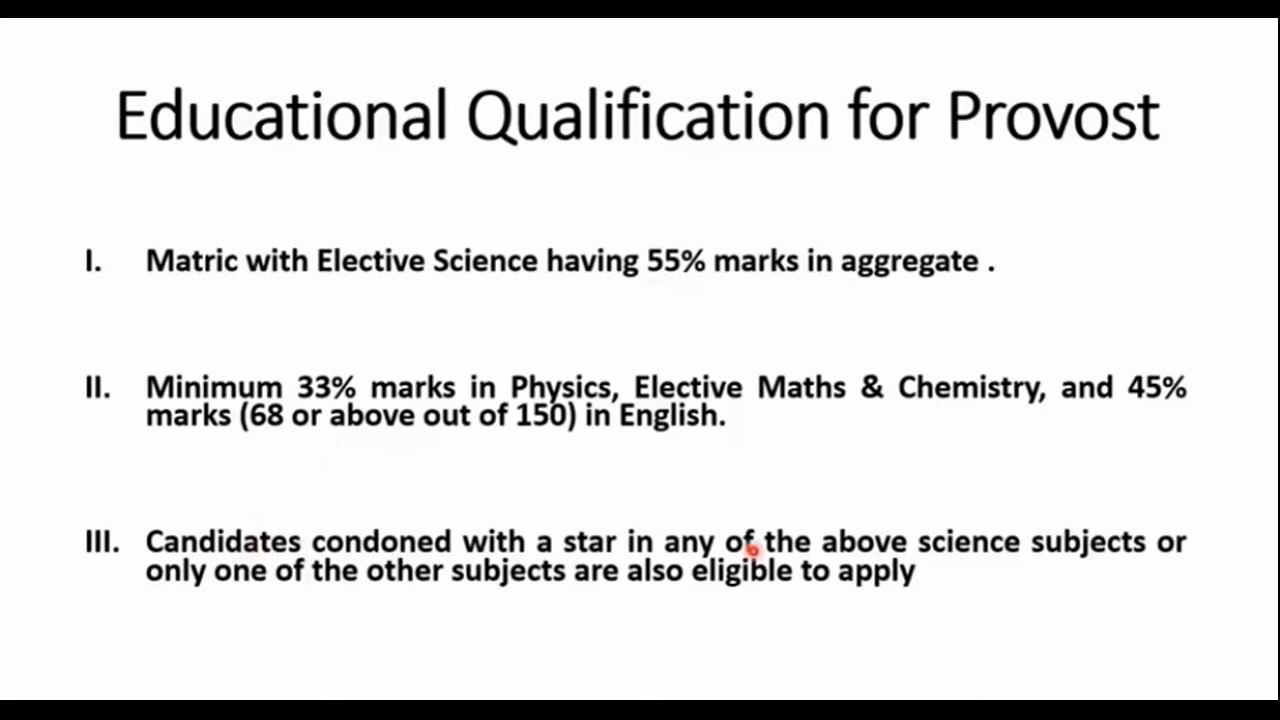 Educational Qualification for Provost
I. Matric with Elective Science having 55% marks in aggregate .
II. Minimum 33% marks in Physics, Elective Maths & Chemistry, and 45%
marks (68 or above out of 150) in English.
III. Candidates condoned with a star in any of the above science subjects or
only one of the other subjects are also eligible to apply